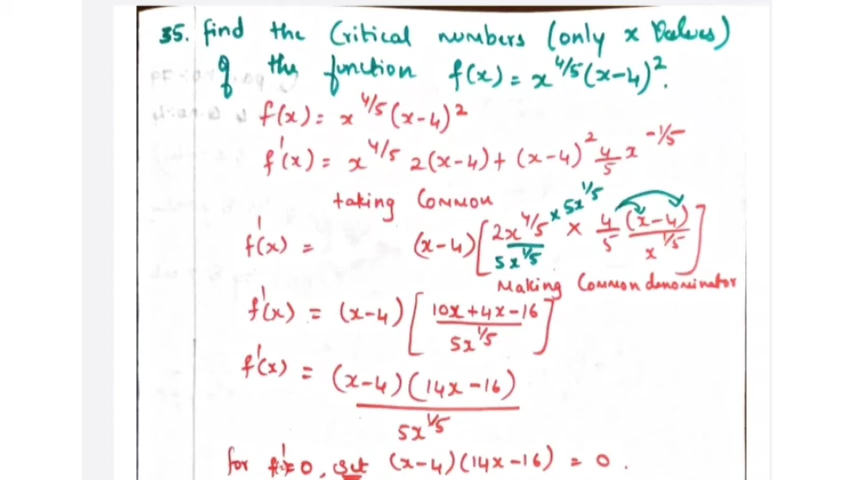 35. find the Critical numbers (only x Values)
of the function f(x) = x^4/5 (x-4)^2.
f(x) = x^4/5 (x-4)^2
f'(x) = x^4/5 2(x-4) + (x-4)^2 4/5 x^-1/5
taking Common
f'(x) = (x-4) [ 2x^4/5 × 5x^1/5 / 5x^1/5 × 4/5 (x-4) / x^1/5 ]
Making Common denominator
f'(x) = (x-4) [ 10x + 4x - 16 / 5x^1/5 ]
f'(x) = (x-4)(14x-16) / 5x^1/5
for f'=0, set (x-4)(14x-16) = 0.